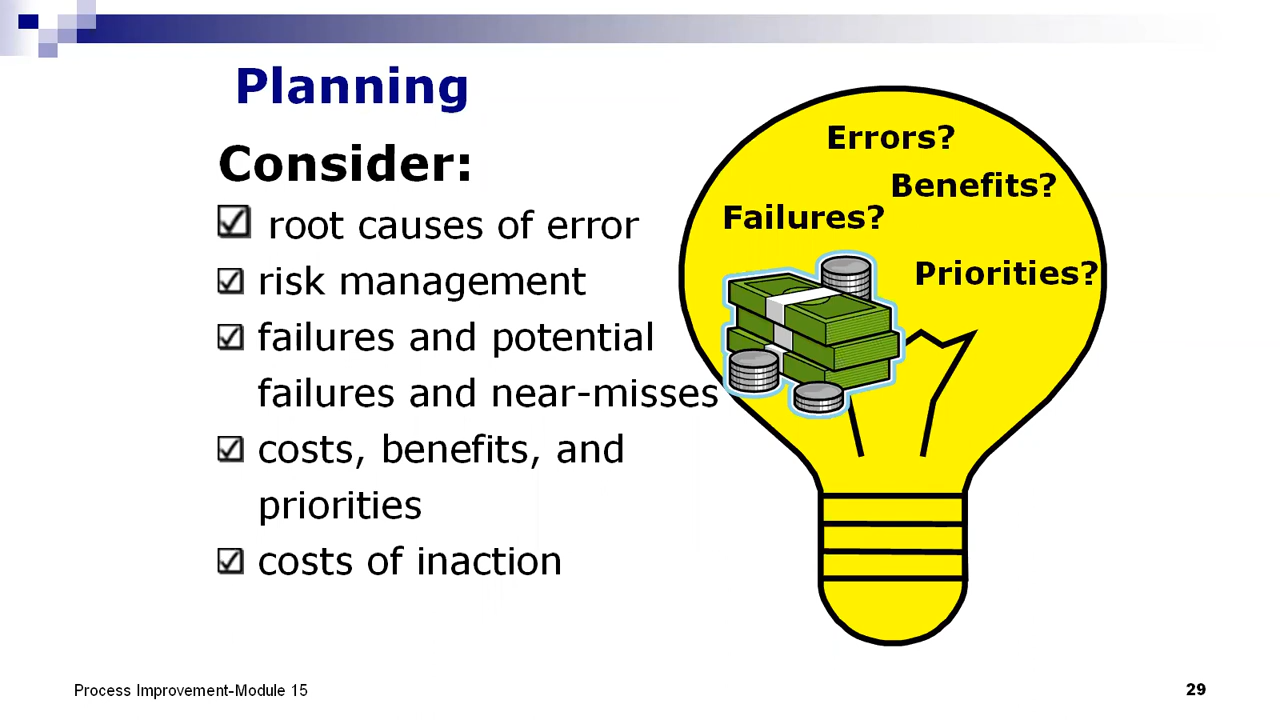 Planning
Consider:
root causes of error
risk management
failures and potential
failures and near-misses
costs, benefits, and
priorities
costs of inaction
Errors?
Benefits?
Failures?
Priorities?
Process Improvement-Module 15
29